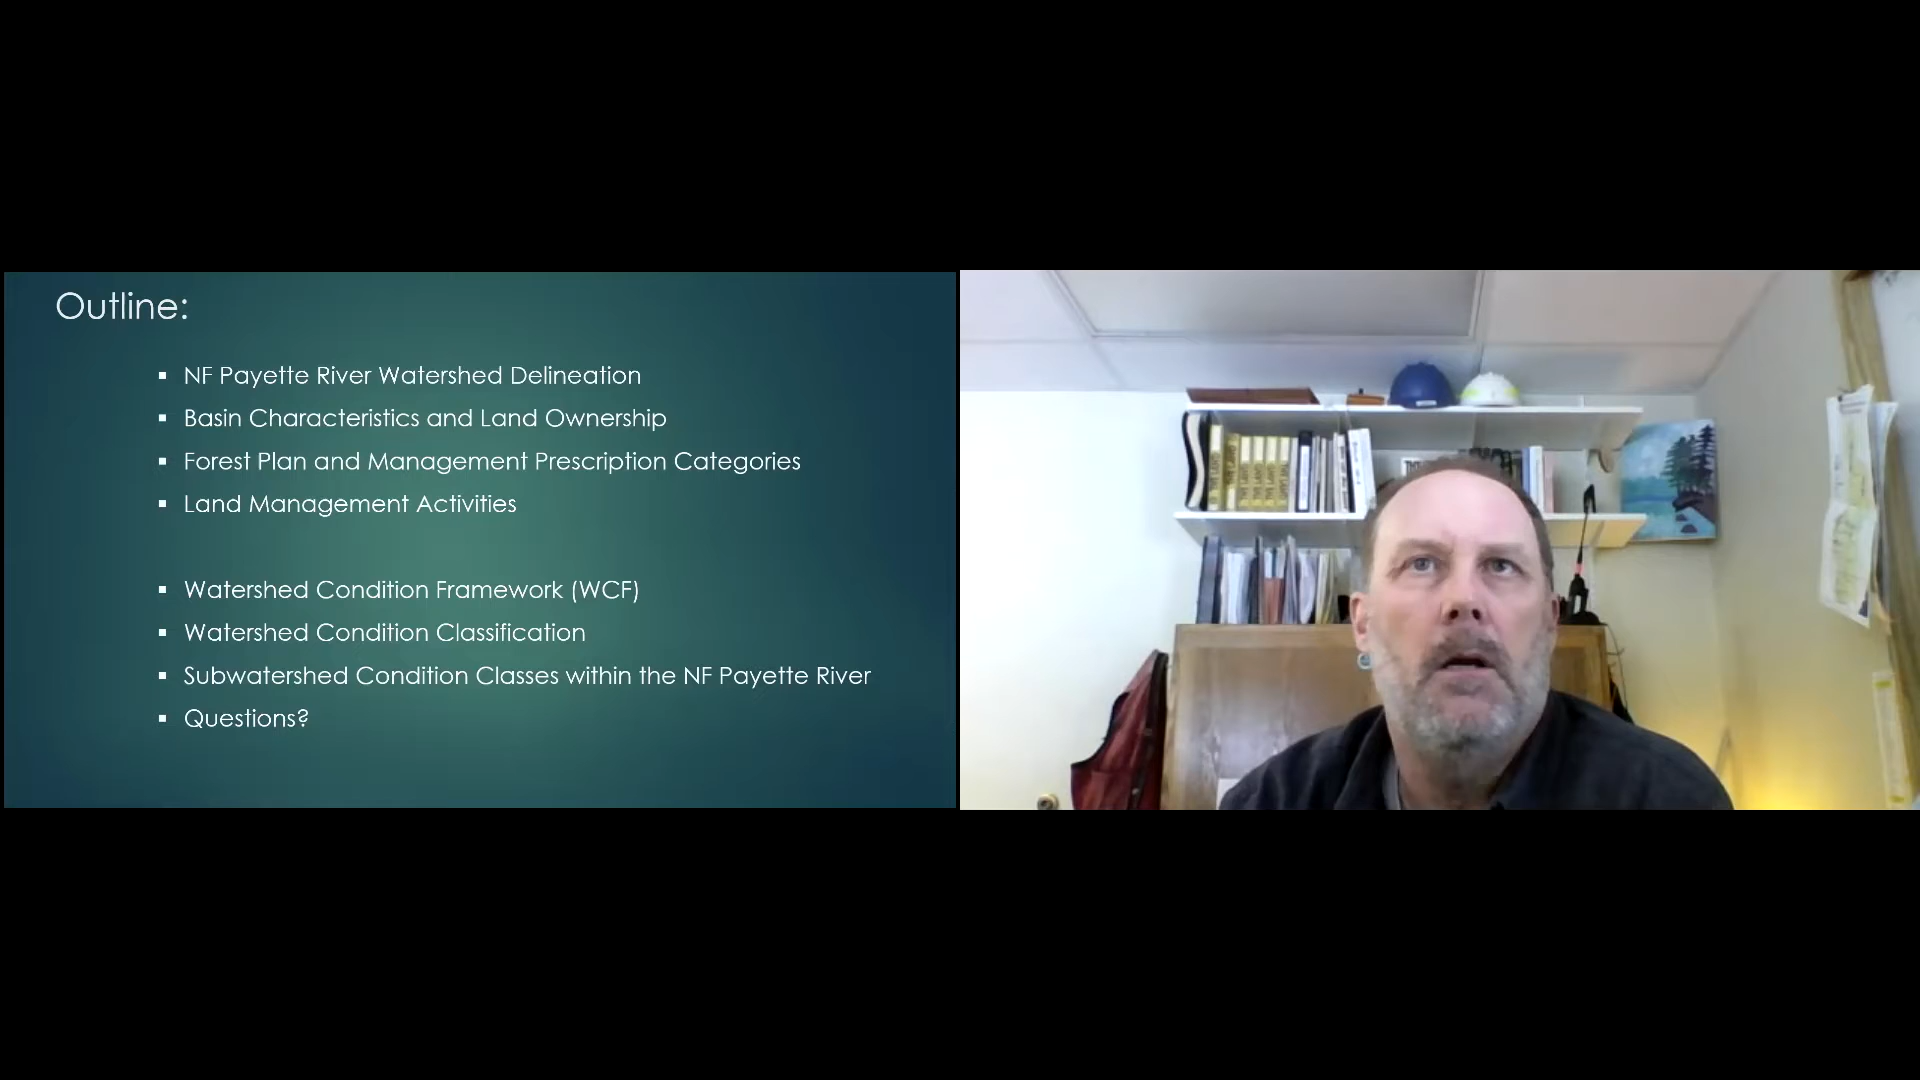 Outline:
▪ NF Payette River Watershed Delineation
▪ Basin Characteristics and Land Ownership
▪ Forest Plan and Management Prescription Categories
▪ Land Management Activities
▪ Watershed Condition Framework (WCF)
▪ Watershed Condition Classification
▪ Subwatershed Condition Classes within the NF Payette River
▪ Questions?